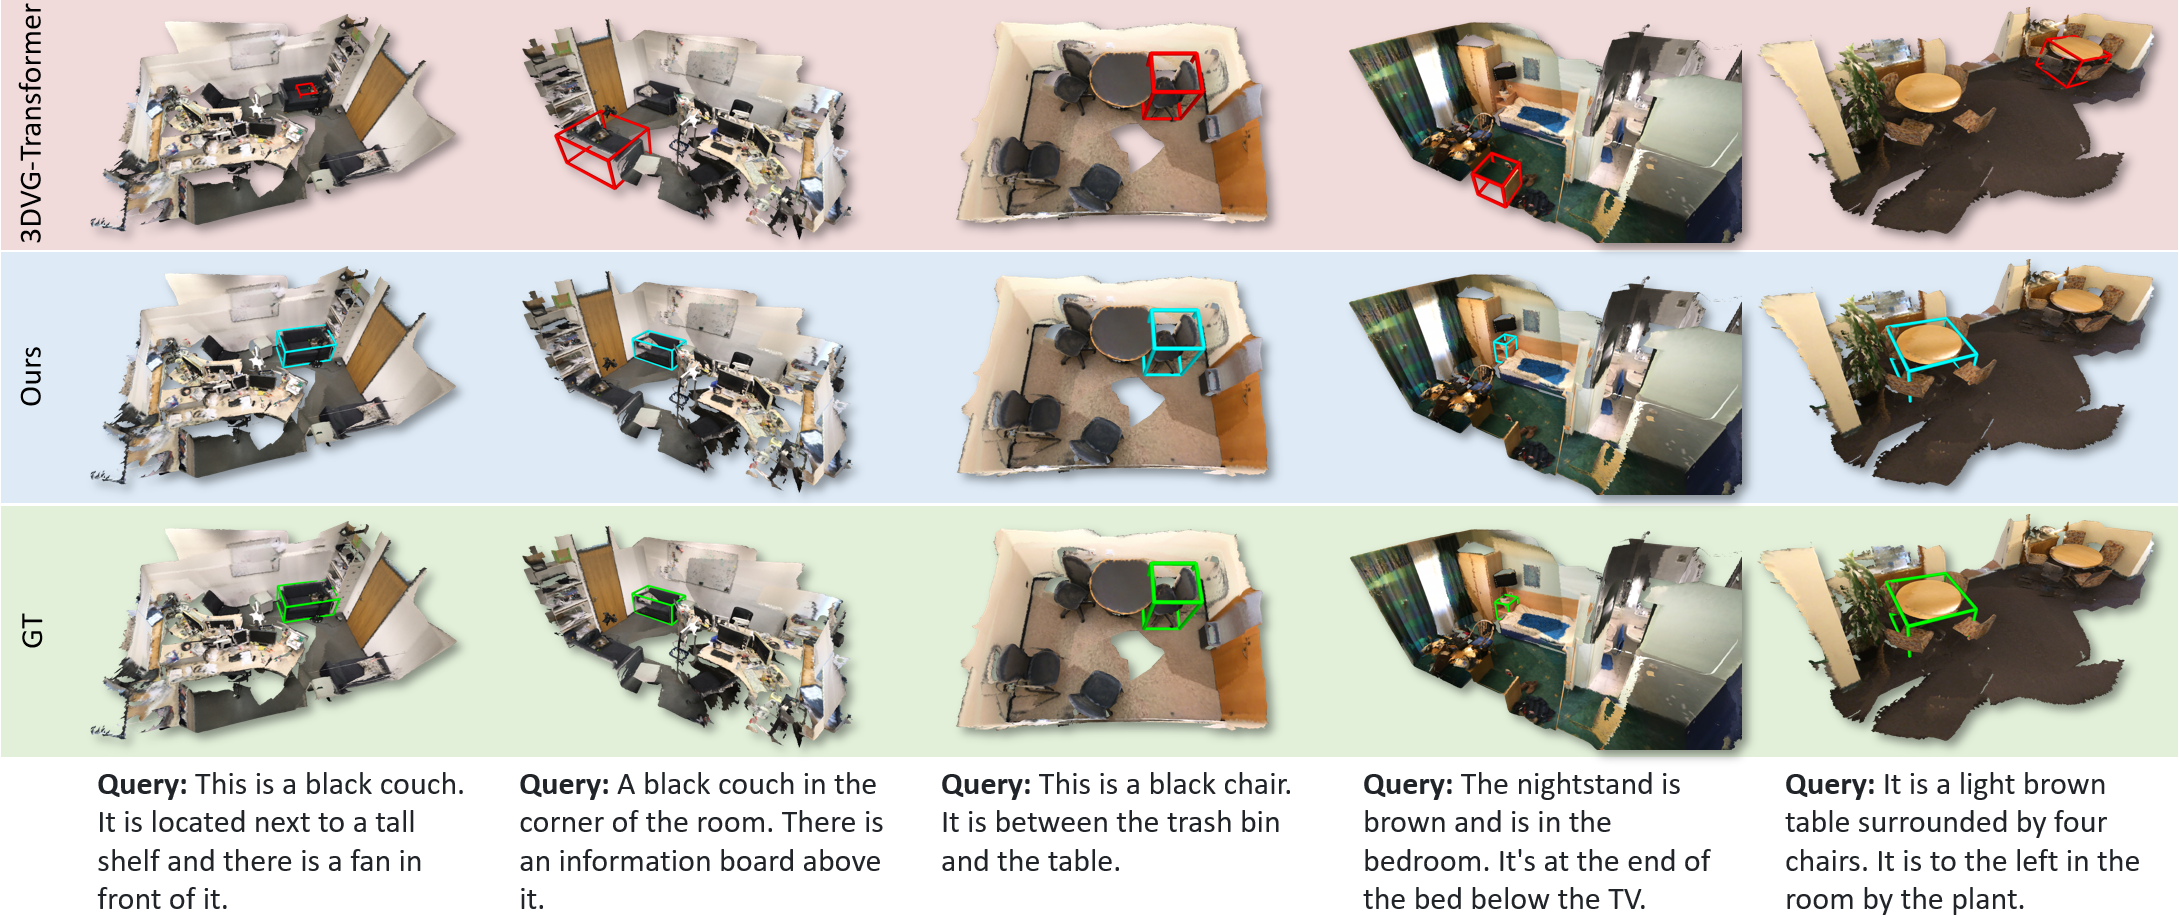 3DVG-Transformer
Ours
GT
Query: This is a black couch.
It is located next to a tall
shelf and there is a fan in
front of it.
Query: A black couch in the
corner of the room. There is
an information board above
it.
Query: This is a black chair.
It is between the trash bin
and the table.
Query: The nightstand is
brown and is in the
bedroom. It's at the end of
the bed below the TV.
Query: It is a light brown
table surrounded by four
chairs. It is to the left in the
room by the plant.